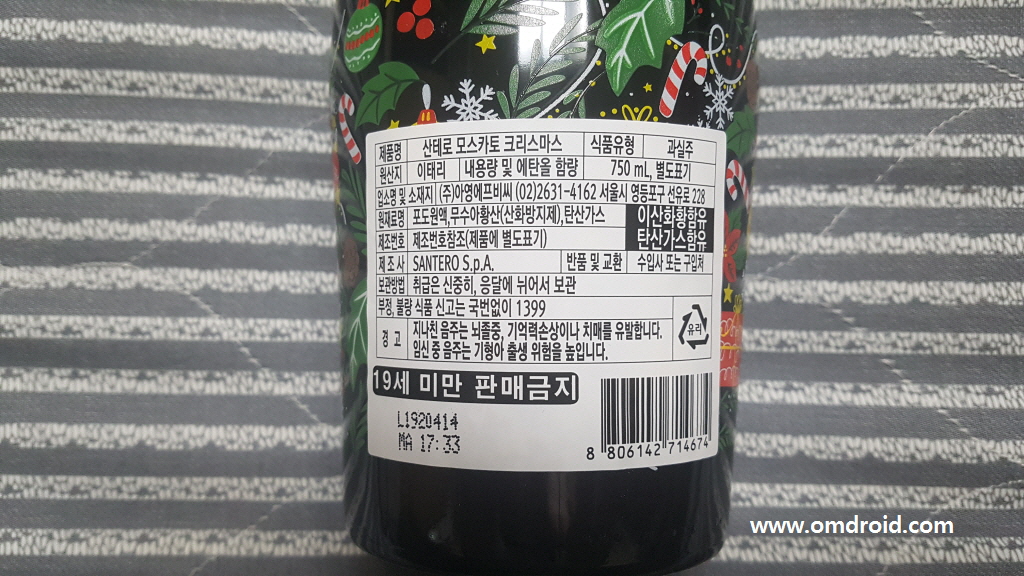 제품명 산테로 모스카토 크리스마스 식품유형 과실주
원산지 이태리 내용량 및 에탄올 함량 750 mL, 별도표기
업소명 및 소재지 (주)아영에프비씨 (02)2631-4162 서울시 영등포구 선유로 228
원재료명 포도원액,무수아황산(산화방지제),탄산가스 이산화황함유
탄산가스함유
제조번호 제조번호참조(제품에 별도표기)
제조사 SANTERO S.p.A. 반품 및 교환 수입사 또는 구입처
보관방법 취급은 신중히, 응달에 뉘어서 보관
부정, 불량 식품 신고는 국번없이 1399
경 고 지나친 음주는 뇌졸중, 기억력손상이나 치매를 유발합니다.
임신 중 음주는 기형아 출생 위험을 높입니다.
유리
19세 미만 판매금지
L1920414
MA 17:33
8 806142 714674
www.omdroid.com